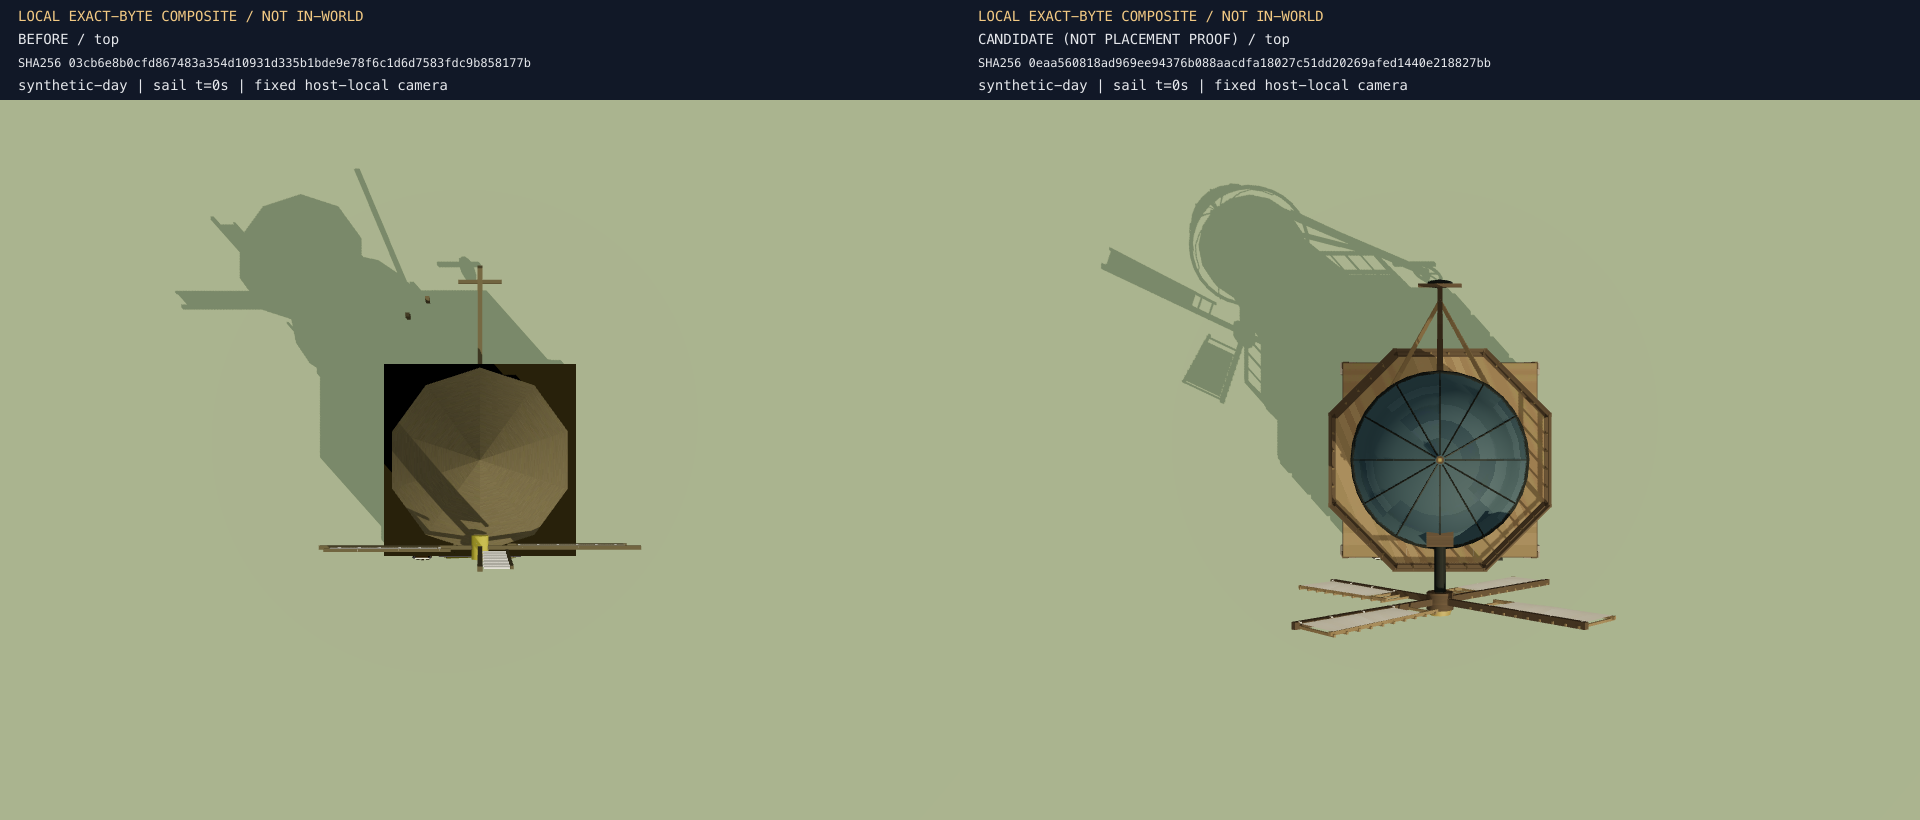 LOCAL EXACT-BYTE COMPOSITE / NOT IN-WORLD
BEFORE / top
SHA256 03cb6e8b0cfd867483a354d10931d335b1bde9e78f6c1d6d7583fdc9b858177b
synthetic-day | sail t=0s | fixed host-local camera
LOCAL EXACT-BYTE COMPOSITE / NOT IN-WORLD
CANDIDATE (NOT PLACEMENT PROOF) / top
SHA256 0eaa560818ad969ee94376b088aacdfa18027c51dd20269afed1440e218827bb
synthetic-day | sail t=0s | fixed host-local camera